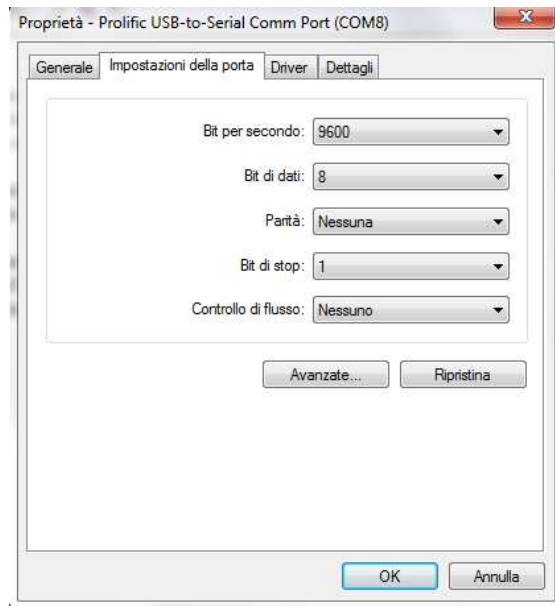 Proprietà - Prolific USB-to-Serial Comm Port (COM8)
Generale Impostazioni della porta Driver Dettagli
Bit per secondo: 9600
Bit di dati: 8
Parità: Nessuna
Bit di stop: 1
Controllo di flusso: Nessuno
Avanzate... Ripristina
OK Annulla